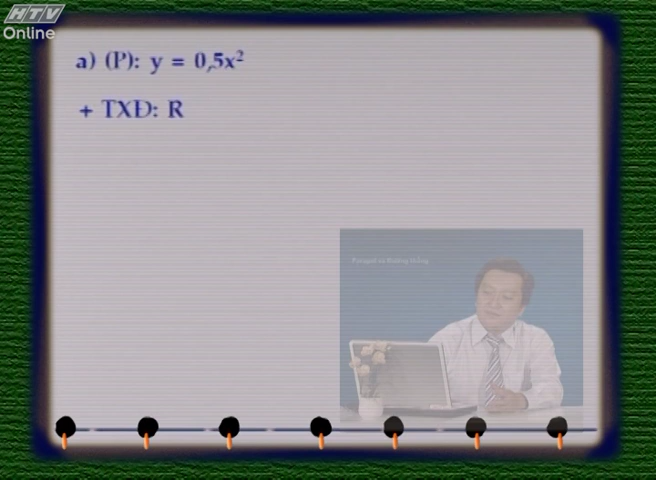 HTV
Online
a) (P): y = 0,5x²
+ TXĐ: R